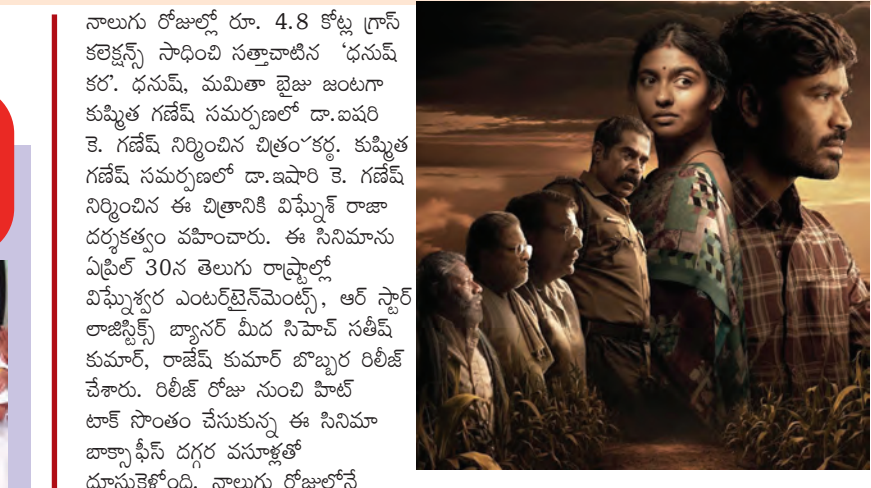 నాలుగు రోజుల్లో రూ. 4.8 కోట్ల గ్రాస్
కలెక్షన్స్ సాధించి సత్తాచాటిన ‘ధనుష్
కర’. ధనుష్, మమితా బైజు జంటగా
కుష్మిత గణేష్ సమర్పణలో డా.ఐషరి
కె. గణేష్ నిర్మించిన చిత్రం కర్ర. కుష్మిత
గణేష్ సమర్పణలో డా.ఇషారి కె. గణేష్
నిర్మించిన ఈ చిత్రానికి విఘ్నేశ్ రాజా
దర్శకత్వం వహించారు. ఈ సినిమాను
ఏప్రిల్ 30న తెలుగు రాష్ట్రాల్లో
విఘ్నేశ్వర ఎంటర్‌టైన్‌మెంట్స్, ఆర్ స్టార్
లాజిస్టిక్స్ బ్యానర్ మీద సిహెచ్ సతీష్
కుమార్, రాజేష్ కుమార్ బొబ్బర రిలీజ్
చేశారు. రిలీజ్ రోజు నుంచి హిట్
టాక్ సొంతం చేసుకున్న ఈ సినిమా
బాక్సాఫీస్ దగ్గర వసూళ్లతో
దూసుకెళ్తోంది. నాలుగు రోజుల్లోనే